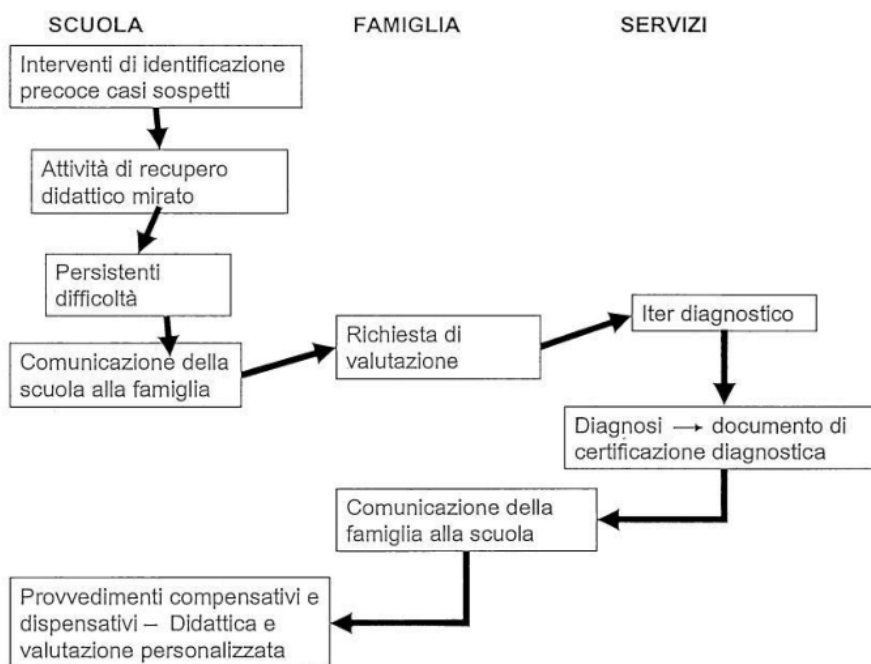 SCUOLA
FAMIGLIA
SERVIZI
Interventi di identificazione
precoce casi sospetti
Attività di recupero
didattico mirato
Persistenti
difficoltà
Comunicazione della
scuola alla famiglia
Richiesta di
valutazione
Iter diagnostico
Diagnosi → documento di
certificazione diagnostica
Comunicazione della
famiglia alla scuola
Provvedimenti compensativi e
dispensativi – Didattica e
valutazione personalizzata